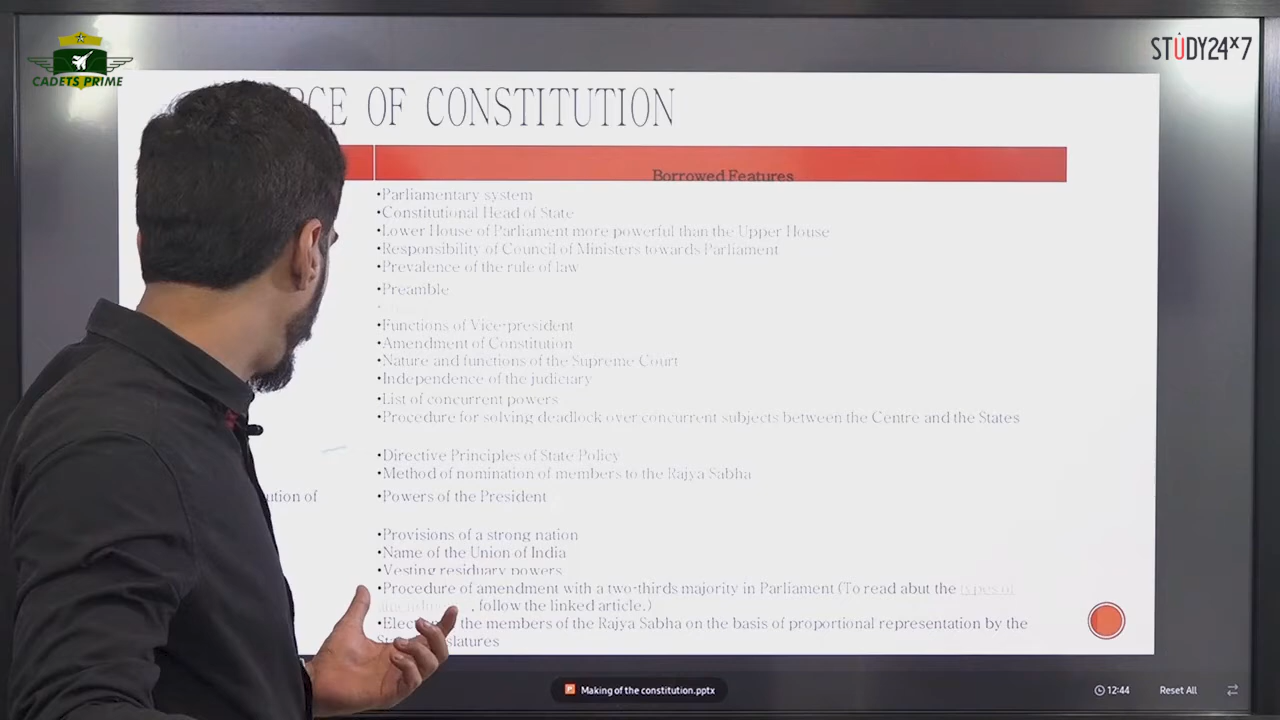 CADETS PRIME
STUDY24x7
OF CONSTITUTION
Borrowed Features
•Parliamentary system
•Constitutional Head of State
•Lower House of Parliament more powerful than the Upper House
•Responsibility of Council of Ministers towards Parliament
•Prevalence of the rule of law
•Preamble
•Functions of Vice-president
•Amendment of Constitution
•Nature and functions of the Supreme Court
•Independence of the judiciary
•List of concurrent powers
•Procedure for solving deadlock over concurrent subjects between the Centre and the States
•Directive Principles of State Policy
•Method of nomination of members to the Rajya Sabha
of •Powers of the President
•Provisions of a strong nation
•Name of the Union of India
•Vesting residuary powers
•Procedure of amendment with a two-thirds majority in Parliament (To read abut the types of
, follow the linked article.)
the members of the Rajya Sabha on the basis of proportional representation by the
Making of the constitution.pptx
12:44
Reset All